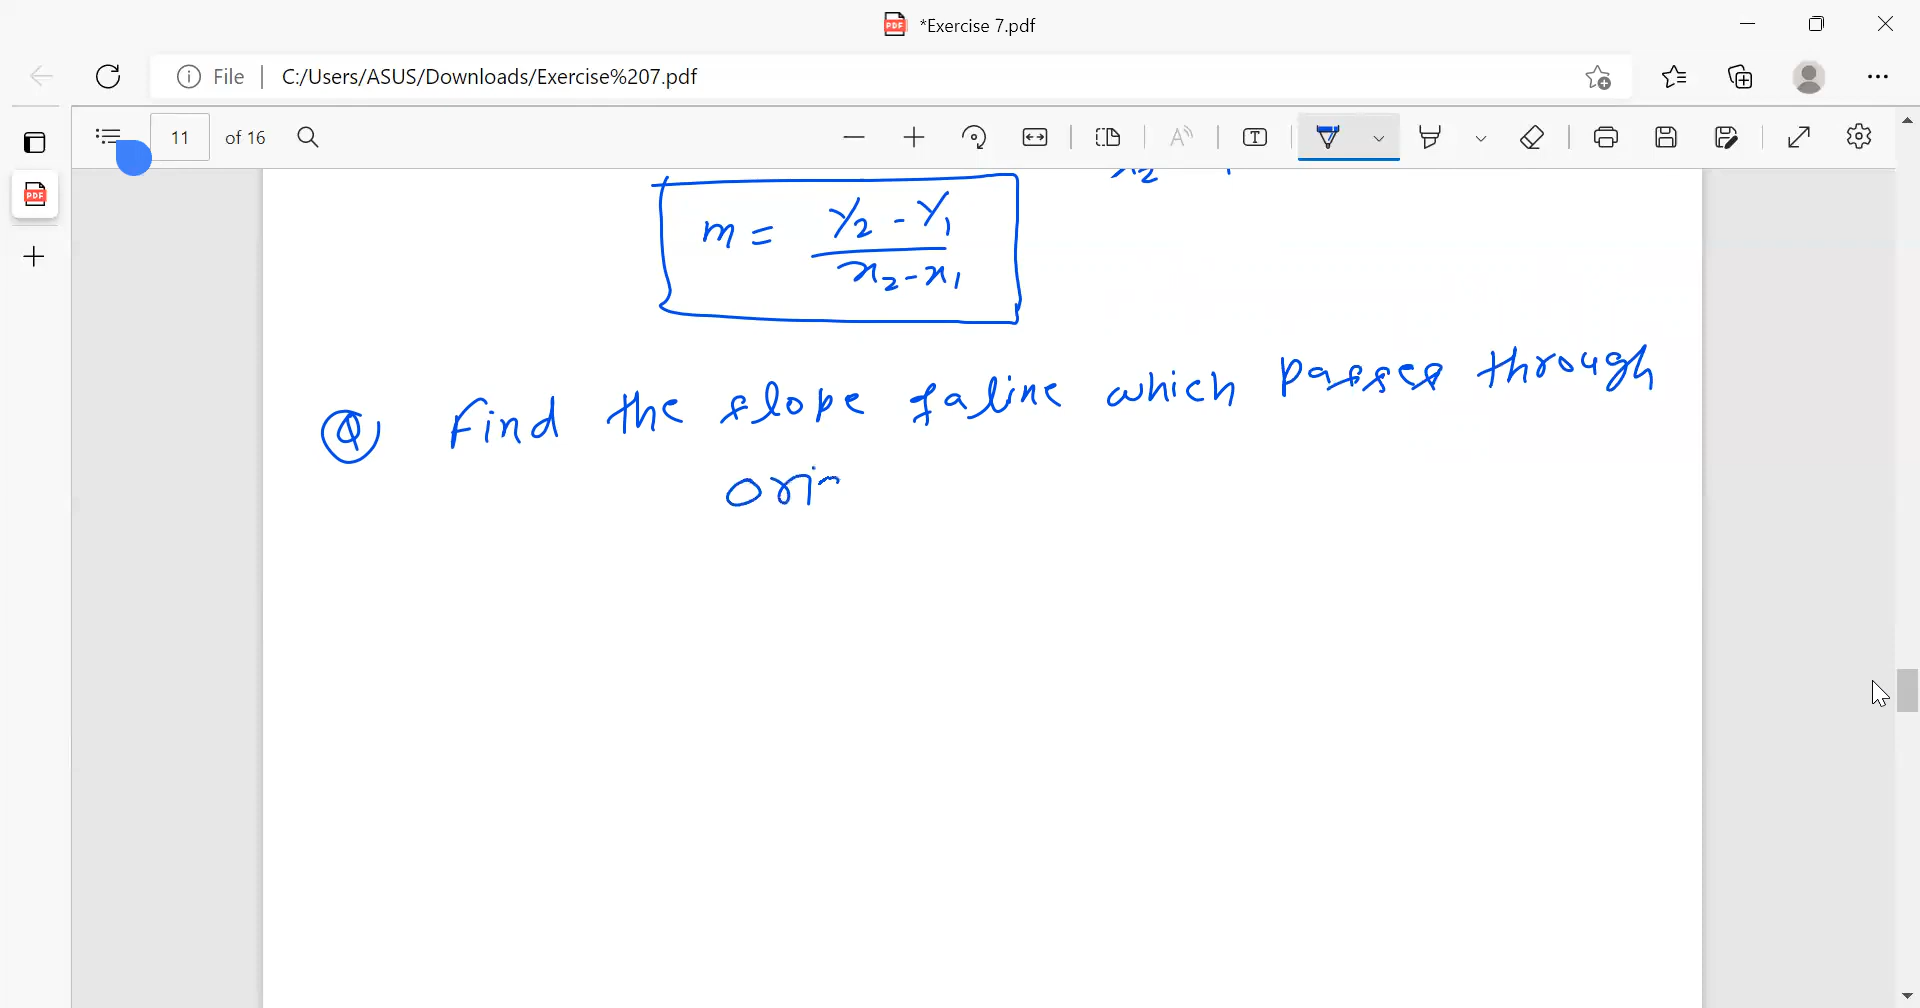 *Exercise 7.pdf
File | C:/Users/ASUS/Downloads/Exercise%207.pdf
11 of 16
m = y₂ - y₁ / x₂ - x₁
Q Find the slope of a line which passes through
ori